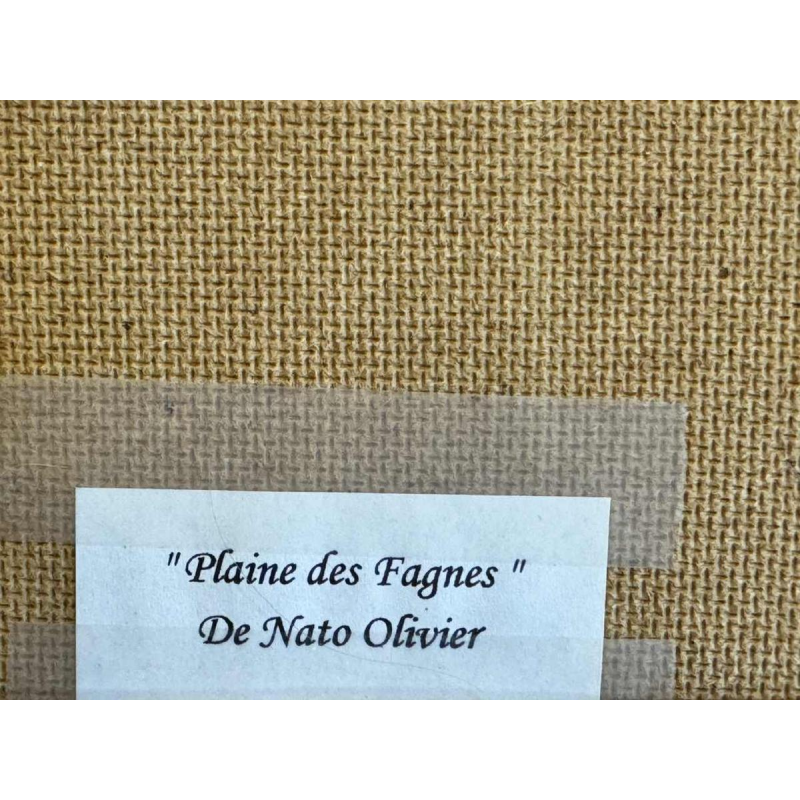 "Plaine des Fagnes"
De Nato Olivier